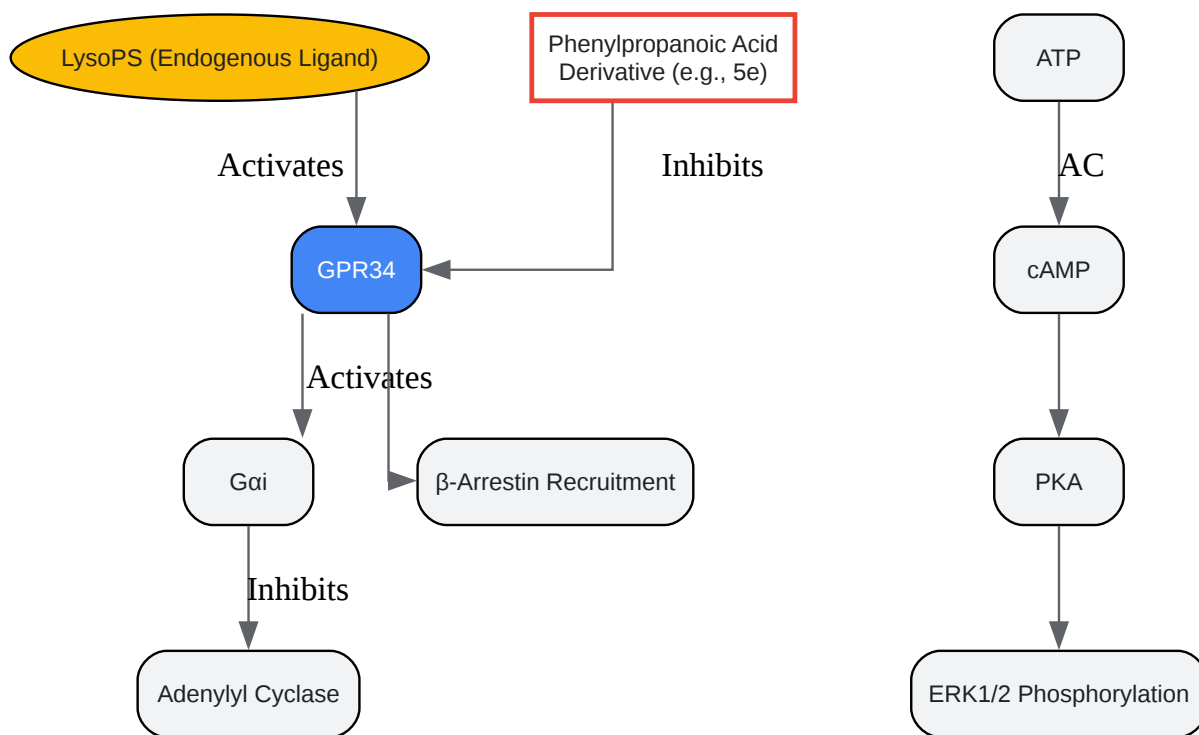 LysoPS (Endogenous Ligand)
Phenylpropanoic Acid
Derivative (e.g., 5e)
ATP
Activates
Inhibits
AC
GPR34
cAMP
Activates
Gαi
β-Arrestin Recruitment
PKA
Inhibits
Adenylyl Cyclase
ERK1/2 Phosphorylation